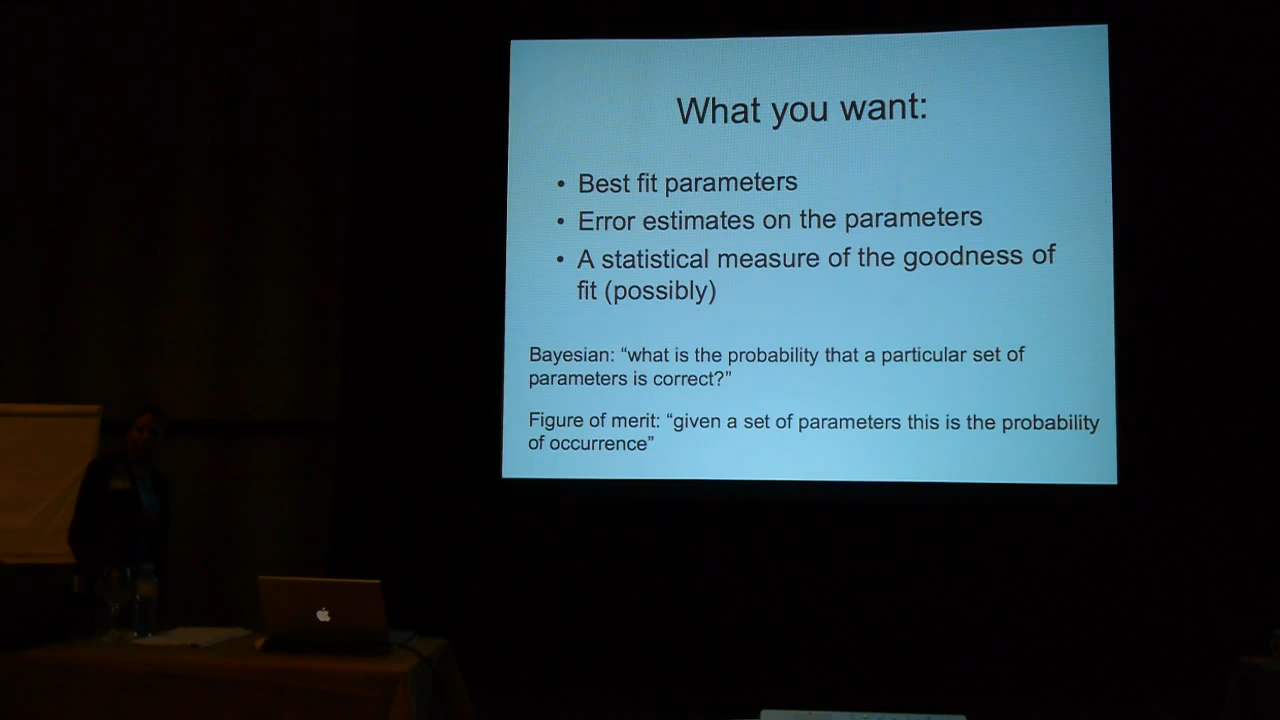 What you want:
• Best fit parameters
• Error estimates on the parameters
• A statistical measure of the goodness of
fit (possibly)
Bayesian: “what is the probability that a particular set of
parameters is correct?”
Figure of merit: “given a set of parameters this is the probability
of occurrence”